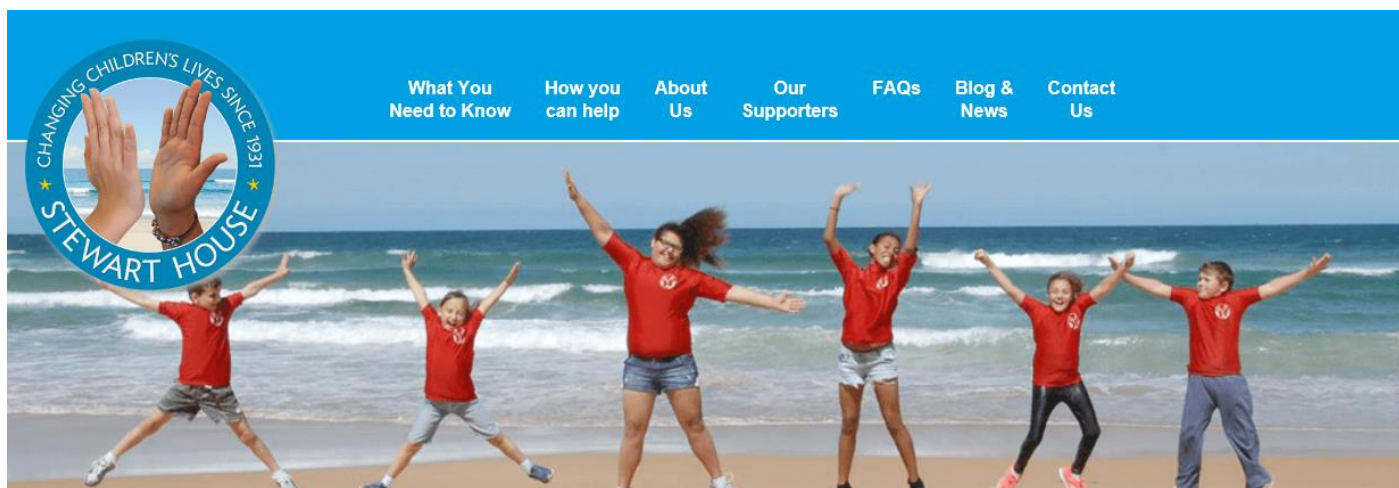 CHANGING CHILDREN'S LIVES SINCE 1931
STEWART HOUSE
What You
Need to Know
How you
can help
About
Us
Our
Supporters
FAQs
Blog &
News
Contact
Us